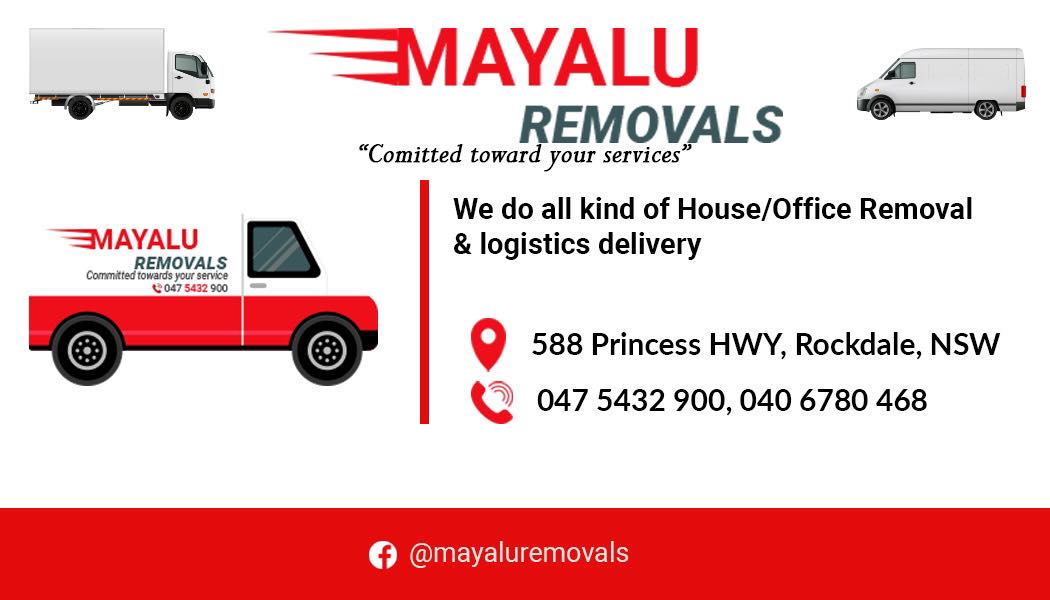 MAYALU
REMOVALS
“Comitted toward your services”
MAYALU
REMOVALS
Committed towards your service
047 5432 900
We do all kind of House/Office Removal
& logistics delivery
588 Princess HWY, Rockdale, NSW
047 5432 900, 040 6780 468
@mayaluremovals